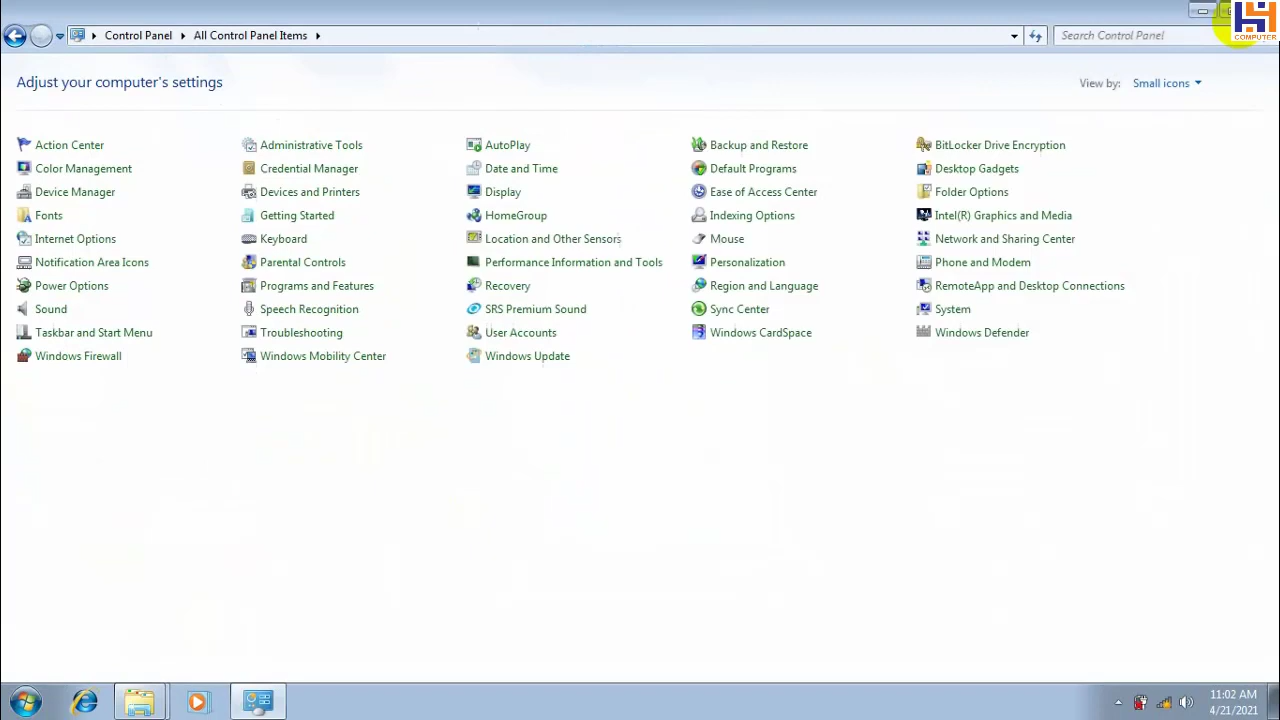 Control Panel All Control Panel Items Search Control Panel
COMPUTER
Adjust your computer's settings View by: Small icons
Action Center Administrative Tools AutoPlay Backup and Restore BitLocker Drive Encryption
Color Management Credential Manager Date and Time Default Programs Desktop Gadgets
Device Manager Devices and Printers Display Ease of Access Center Folder Options
Fonts Getting Started HomeGroup Indexing Options Intel(R) Graphics and Media
Internet Options Keyboard Location and Other Sensors Mouse Network and Sharing Center
Notification Area Icons Parental Controls Performance Information and Tools Personalization Phone and Modem
Power Options Programs and Features Recovery Region and Language RemoteApp and Desktop Connections
Sound Speech Recognition SRS Premium Sound Sync Center System
Taskbar and Start Menu Troubleshooting User Accounts Windows CardSpace Windows Defender
Windows Firewall Windows Mobility Center Windows Update
11:02 AM
4/21/2021